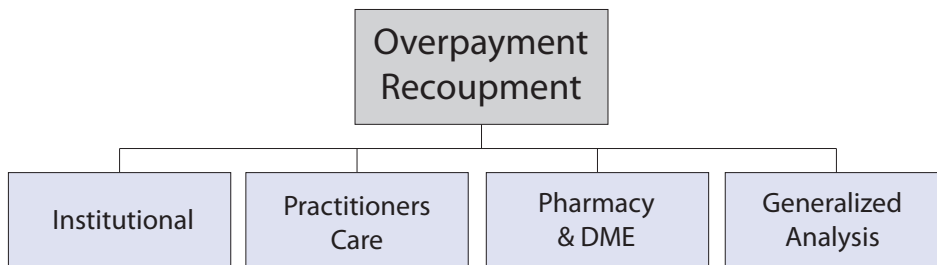 Overpayment
Recoupment
Institutional
Practitioners
Care
Pharmacy
& DME
Generalized
Analysis